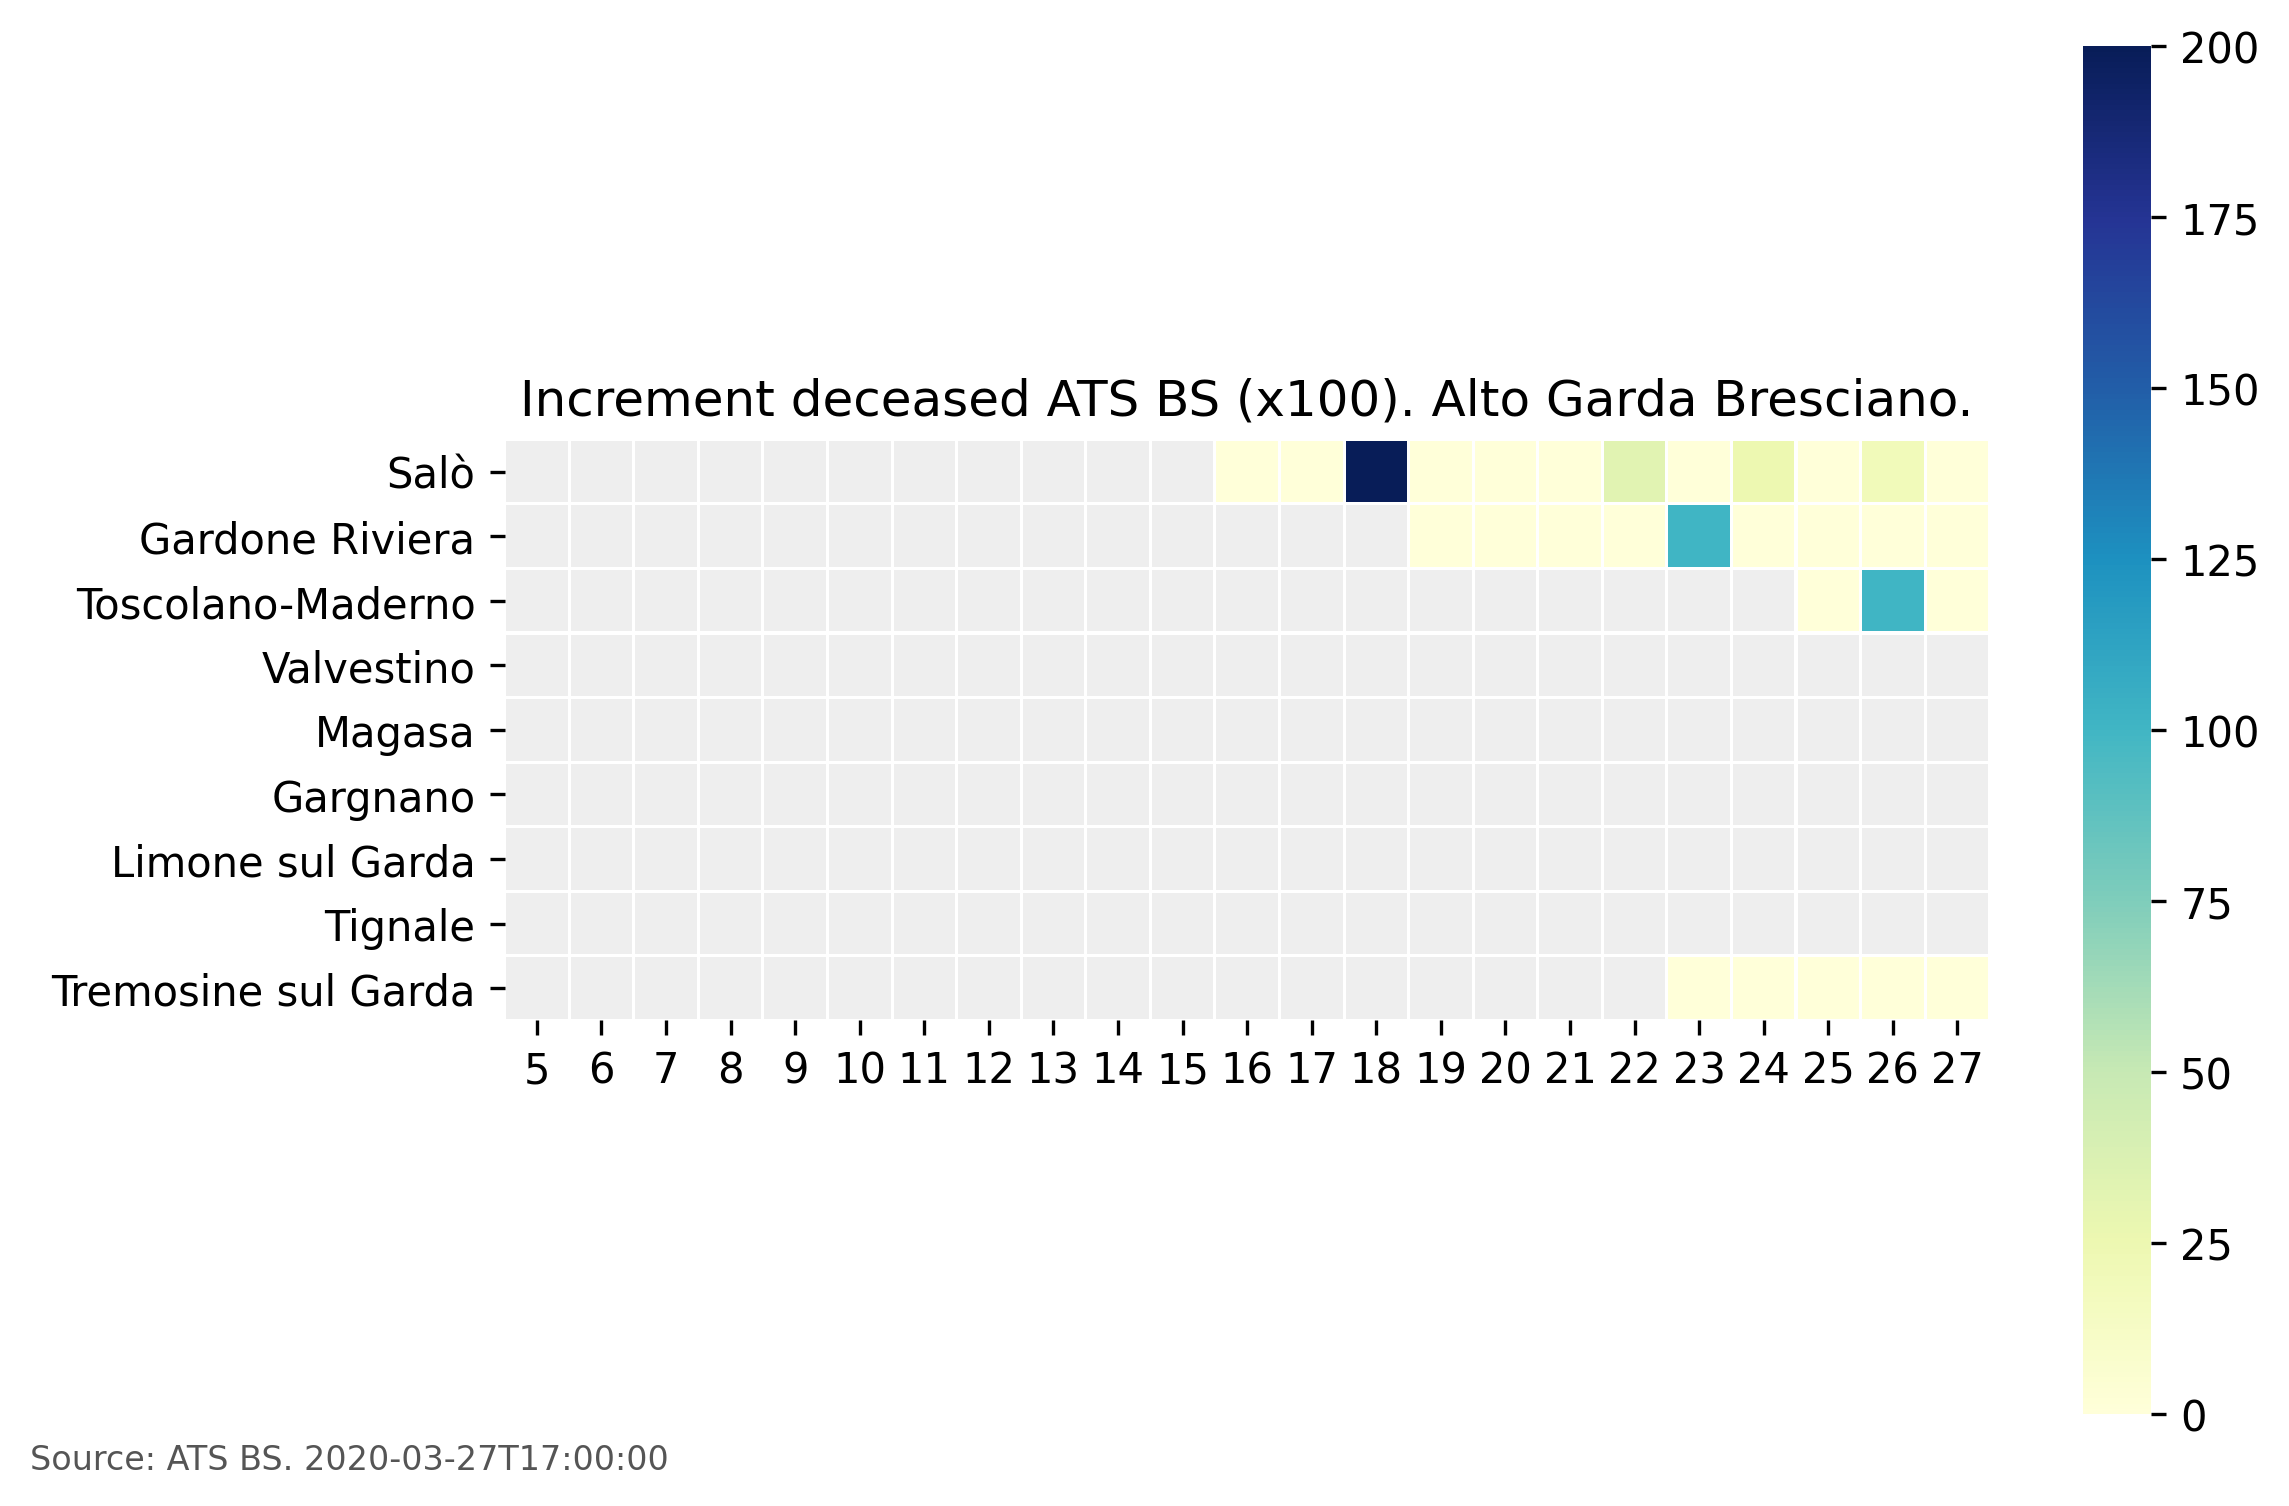 Increment deceased ATS BS (x100). Alto Garda Bresciano.
Salò
Gardone Riviera
Toscolano-Maderno
Valvestino
Magasa
Gargnano
Limone sul Garda
Tignale
Tremosine sul Garda
5 6 7 8 9 10 11 12 13 14 15 16 17 18 19 20 21 22 23 24 25 26 27
200
175
150
125
100
75
50
25
0
Source: ATS BS. 2020-03-27T17:00:00